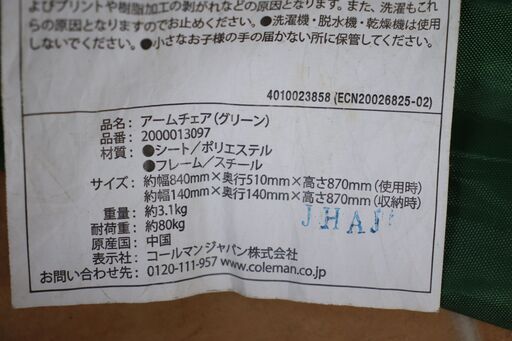 よびプリントや樹脂加工の剥がれなどの原因となります。また、洗濯もこれ
らの原因となりますのでお止めください。●洗濯機・脱水機・乾燥機は使用
しないでください。●小さなお子様の手の届かない所に保管してください。
4010023858 (ECN20026825-02)
品名：アームチェア（グリーン）
品番：2000013097
材質：●シート／ポリエステル
●フレーム／スチール
サイズ：約幅840mm×奥行510mm×高さ870mm（使用時）
約幅140mm×奥行140mm×高さ870mm（収納時）
重量：約3.1kg
耐荷重：約80kg
原産国：中国
表示社：コールマン ジャパン株式会社
お問い合わせ先：0120-111-957 www.coleman.co.jp